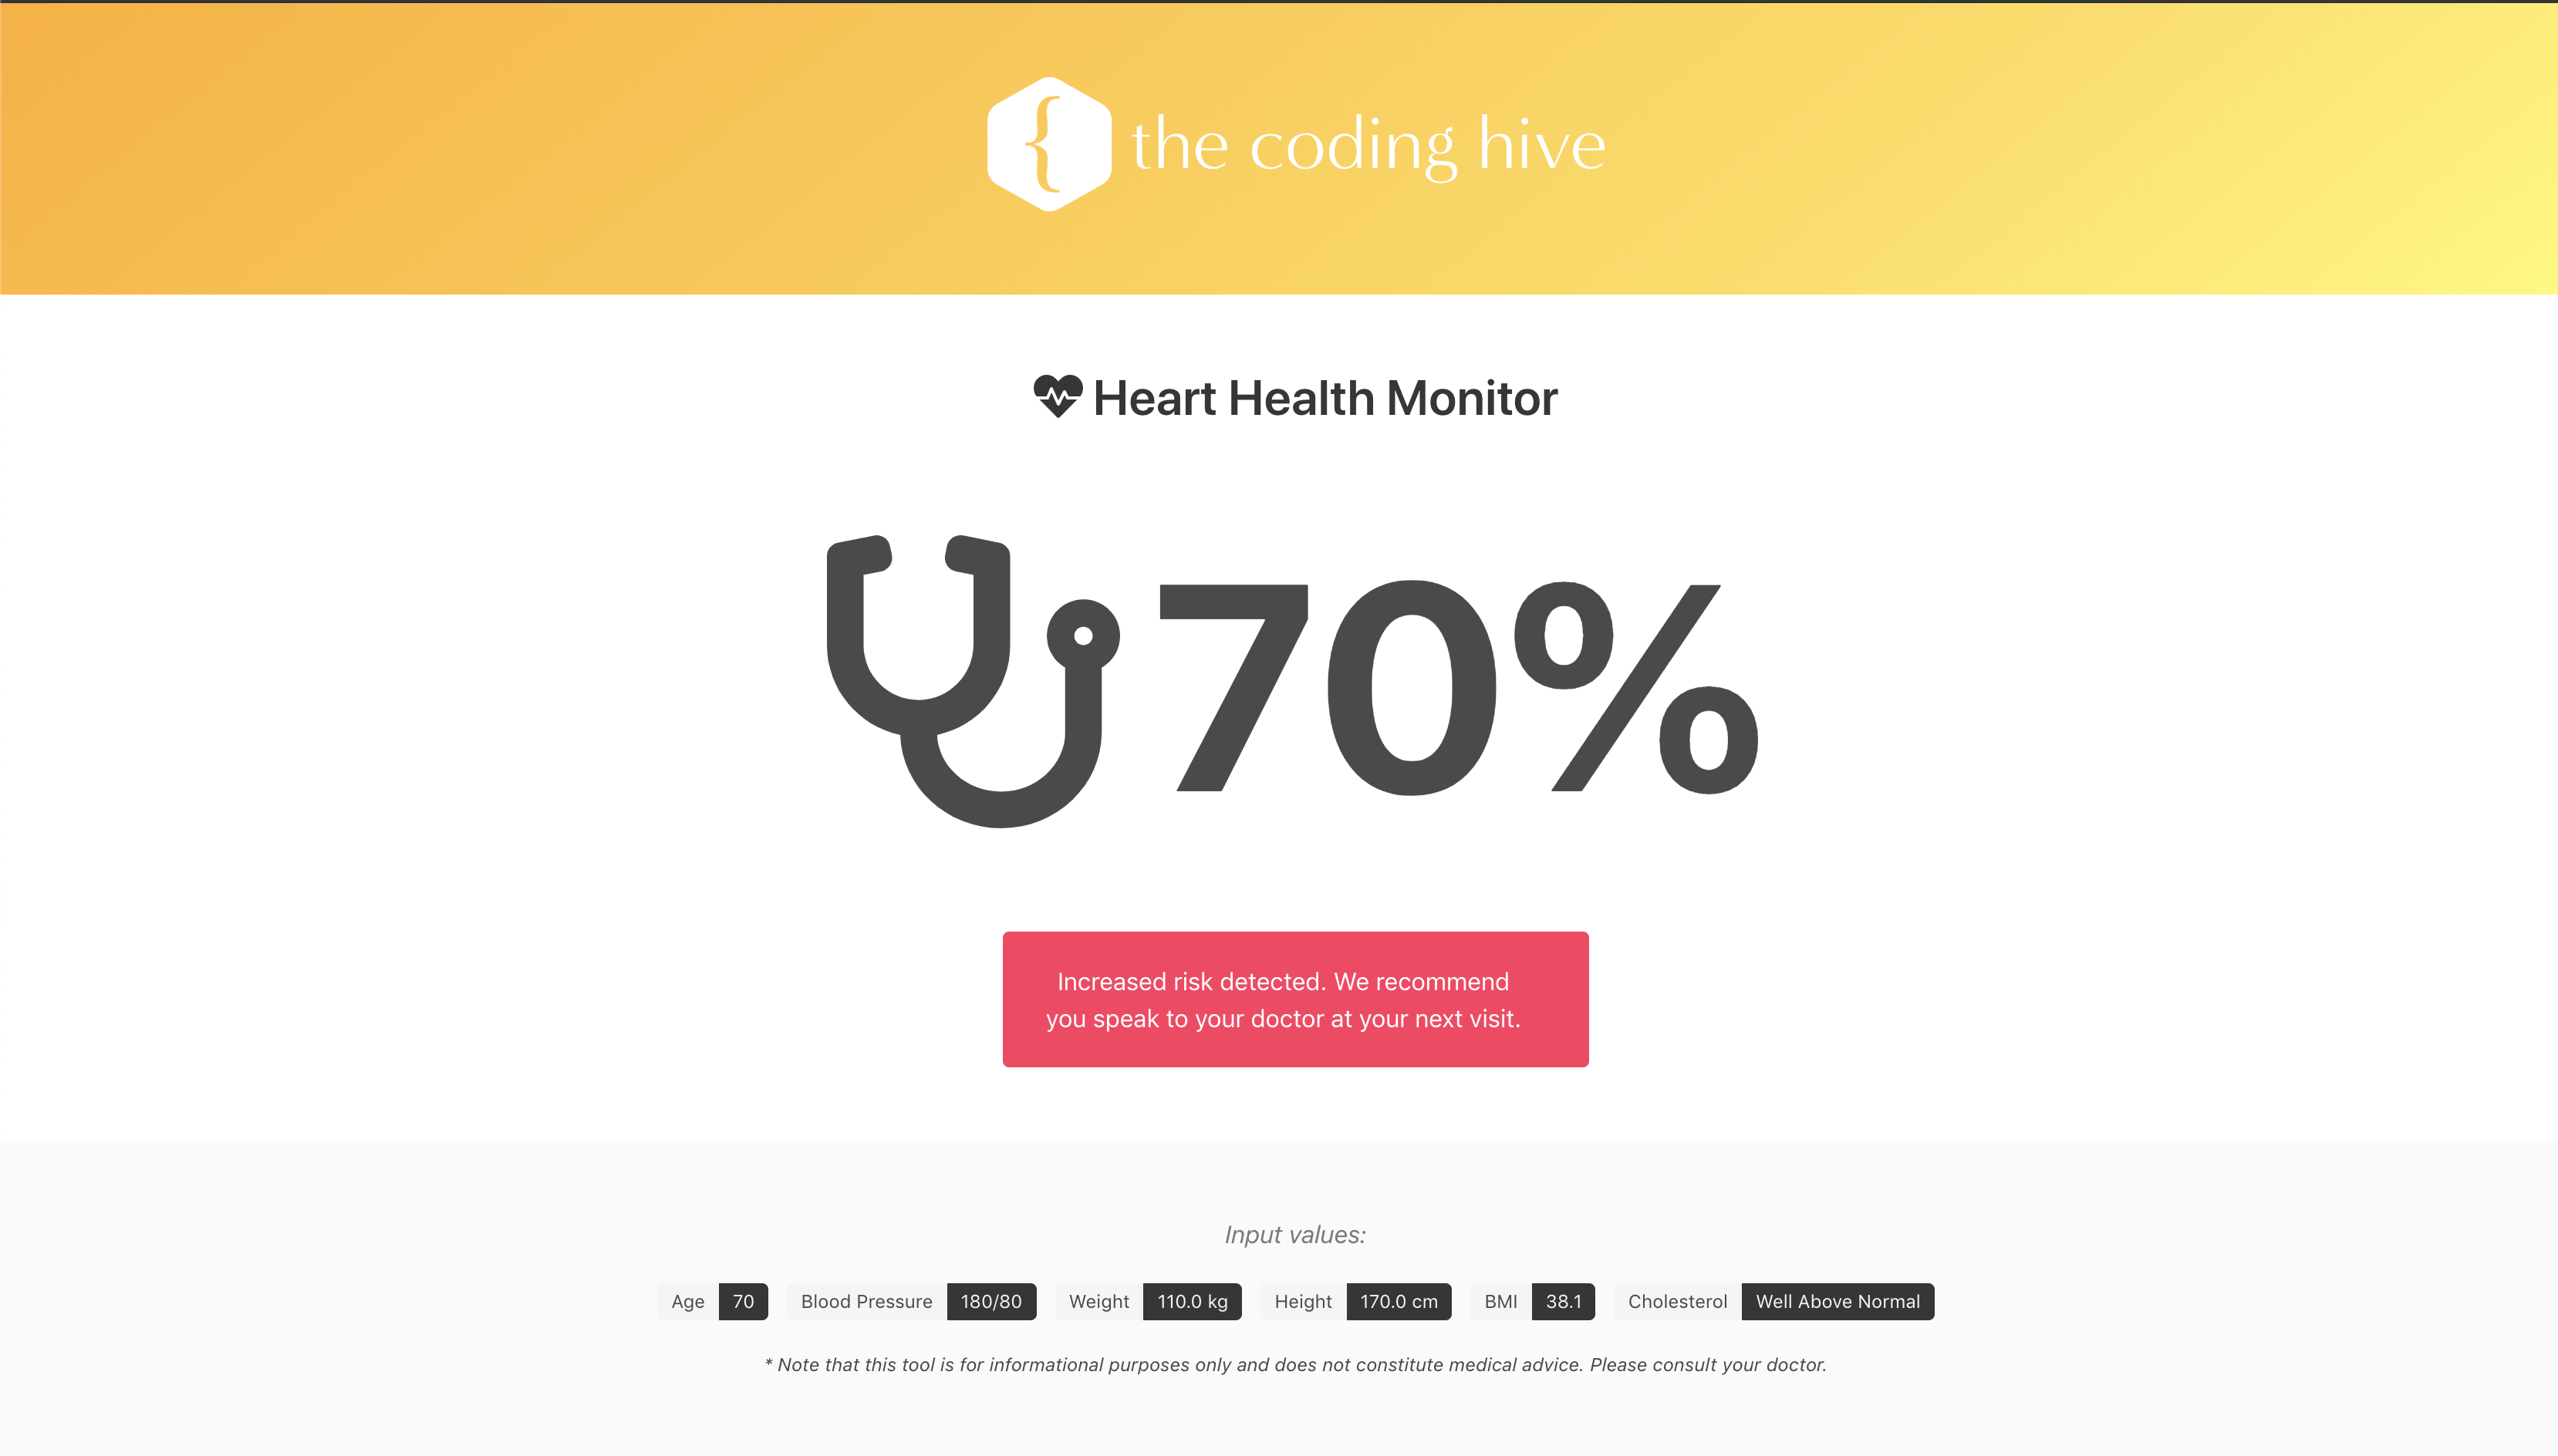 { the coding hive
Heart Health Monitor
70%
Increased risk detected. We recommend
you speak to your doctor at your next visit.
Input values:
Age 70 Blood Pressure 180/80 Weight 110.0 kg Height 170.0 cm BMI 38.1 Cholesterol Well Above Normal
* Note that this tool is for informational purposes only and does not constitute medical advice. Please consult your doctor.